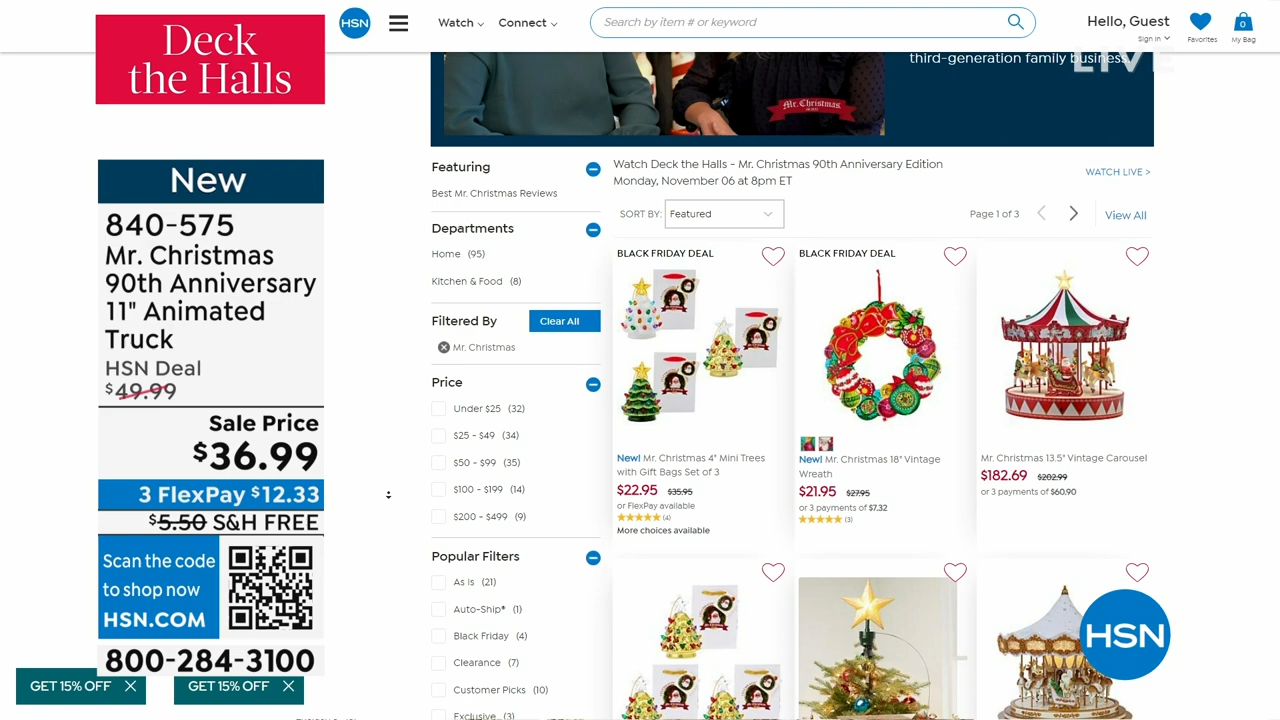 Deck
the Halls
HSN
Watch
Connect
Search by item # or keyword
Hello, Guest
Sign in
Favorites
0
My Bag
third-generation family business.
LIVE
Mr. Christmas
New
840-575
Mr. Christmas
90th Anniversary
11" Animated
Truck
HSN Deal
$49.99
Sale Price
$36.99
3 FlexPay $12.33
$5.50 S&H FREE
Scan the code
to shop now
HSN.COM
800-284-3100
GET 15% OFF
GET 15% OFF
Featuring
Best Mr. Christmas Reviews
Departments
Home (95)
Kitchen & Food (8)
Filtered By
Clear All
Mr. Christmas
Price
Under $25 (32)
$25 - $49 (34)
$50 - $99 (35)
$100 - $199 (14)
$200 - $499 (9)
Popular Filters
As Is (21)
Auto-Ship® (1)
Black Friday (4)
Clearance (7)
Customer Picks (10)
Exclusive (3)
Watch Deck the Halls - Mr. Christmas 90th Anniversary Edition
Monday, November 06 at 8pm ET
WATCH LIVE >
SORT BY:
Featured
Page 1 of 3
View All
BLACK FRIDAY DEAL
New! Mr. Christmas 4" Mini Trees
with Gift Bags Set of 3
$22.95 $35.95
or FlexPay available
(4)
More choices available
BLACK FRIDAY DEAL
New! Mr. Christmas 18" Vintage
Wreath
$21.95 $27.95
or 3 payments of $7.32
(3)
Mr. Christmas 13.5" Vintage Carousel
$182.69 $202.99
or 3 payments of $60.90
HSN